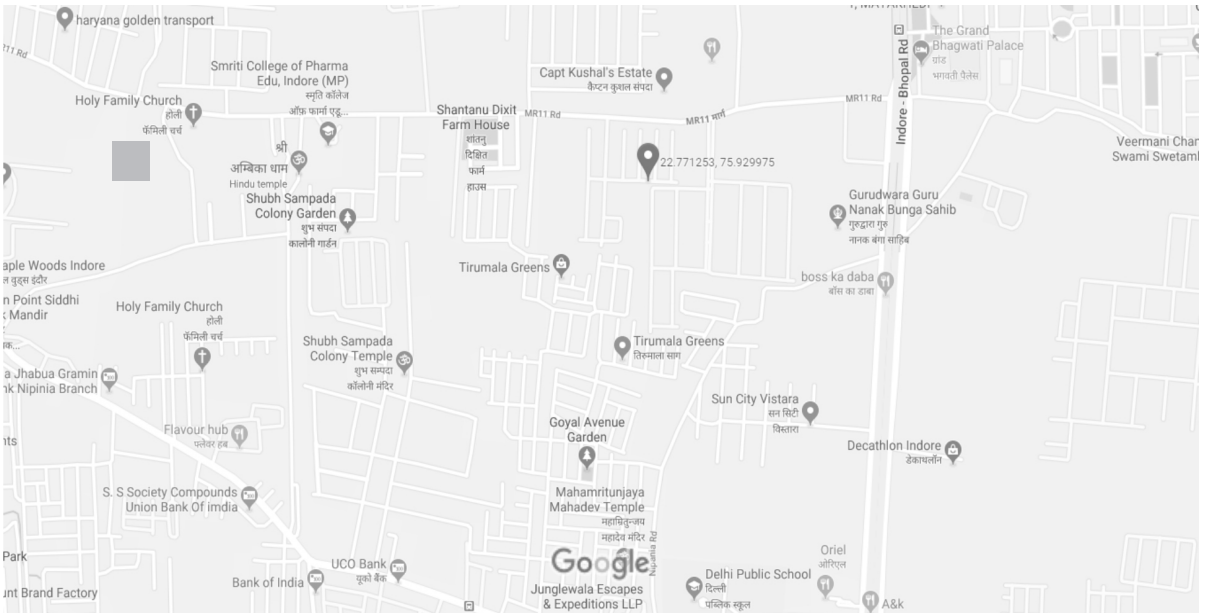 haryana golden transport
The Grand
Bhagwati Palace
ग्रांड
भगवती पैलेस
Indore - Bhopal Rd
Smriti College of Pharma
Edu, Indore (MP)
स्मृति कॉलेज
ऑफ़ फार्मा एडू...
Capt Kushal's Estate
कैप्टन कुशल संपदा
Holy Family Church
होली
फॅमिली चर्च
MR11 Rd
MR11 Rd
MR11 मार्ग
Shantanu Dixit
Farm House
शांतनु
दिक्षित
फार्म
हाउस
Veermani Char
Swami Swetamb
श्री
अम्बिका धाम
Hindu temple
22.771253, 75.929975
Shubh Sampada
Colony Garden
शुभ संपदा
कालोनी गार्डन
Gurudwara Guru
Nanak Bunga Sahib
गुरुद्वारा गुरु
नानक बंगा साहिब
aple Woods Indore
ल वुड्स इंदौर
Tirumala Greens
boss ka daba
बॉस का ढाबा
n Point Siddhi
k Mandir
Holy Family Church
होली
फॅमिली चर्च
Shubh Sampada
Colony Temple
शुभ सम्पदा
कॉलोनी मंदिर
Tirumala Greens
तिरुमाला साग
a Jhabua Gramin
nk Nipinia Branch
Sun City Vistara
सन सिटी
विस्तारा
Flavour hub
फ्लेवर हब
Goyal Avenue
Garden
Decathlon Indore
डेकाथलॉन
nts
S. S Society Compounds
Union Bank Of imdia
Mahamritunjaya
Mahadev Temple
महाम्रितुन्जय
महादेव मंदिर
Nipania Rd
Park
UCO Bank
यूको बैंक
Google
Oriel
ओरिएल
Bank of India
Delhi Public School
दिल्ली
पब्लिक स्कूल
unt Brand Factory
Junglewala Escapes
& Expeditions LLP
A&k